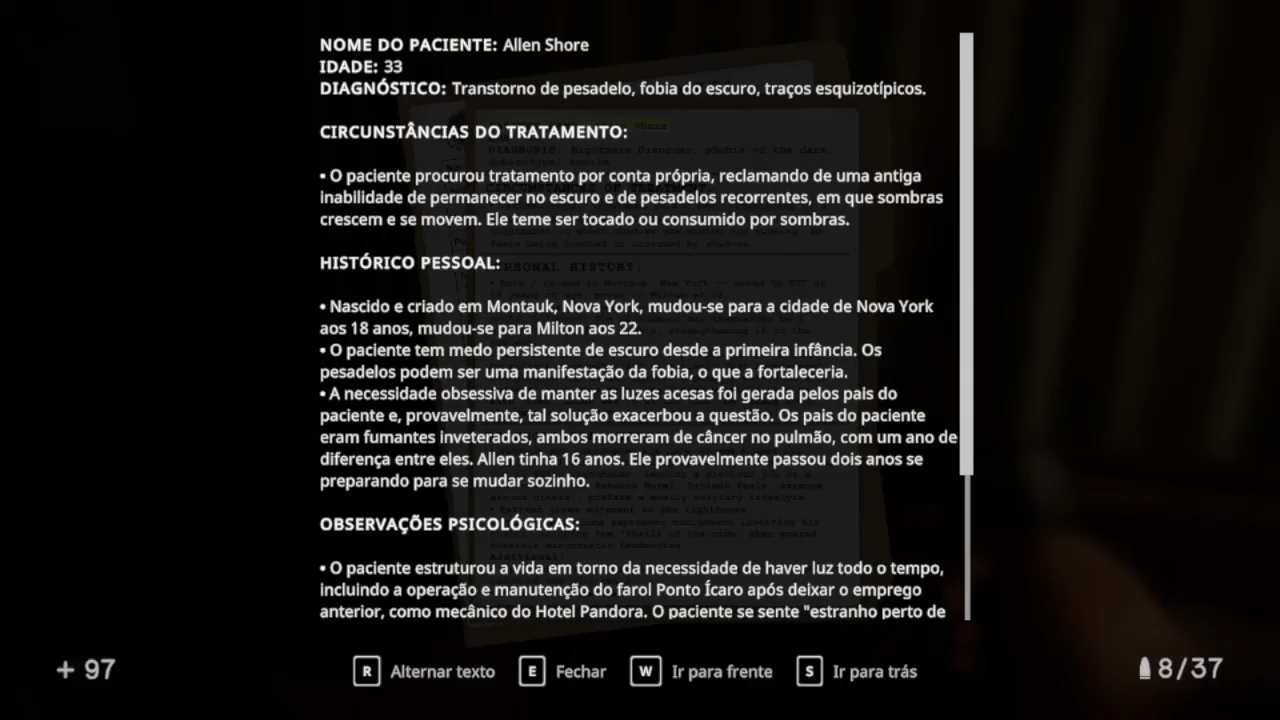 NOME DO PACIENTE: Allen Shore
IDADE: 33
DIAGNÓSTICO: Transtorno de pesadelo, fobia do escuro, traços esquizotípicos.
CIRCUNSTÂNCIAS DO TRATAMENTO:
• O paciente procurou tratamento por conta própria, reclamando de uma antiga
inabilidade de permanecer no escuro e de pesadelos recorrentes, em que sombras
crescem e se movem. Ele teme ser tocado ou consumido por sombras.
HISTÓRICO PESSOAL:
• Nascido e criado em Montauk, Nova York, mudou-se para a cidade de Nova York
aos 18 anos, mudou-se para Milton aos 22.
• O paciente tem medo persistente de escuro desde a primeira infância. Os
pesadelos podem ser uma manifestação da fobia, o que a fortaleceria.
• A necessidade obsessiva de manter as luzes acesas foi gerada pelos pais do
paciente e, provavelmente, tal solução exacerbou a questão. Os pais do paciente
eram fumantes inveterados, ambos morreram de câncer no pulmão, com um ano de
diferença entre eles. Allen tinha 16 anos. Ele provavelmente passou dois anos se
preparando para se mudar sozinho.
OBSERVAÇÕES PSICOLÓGICAS:
• O paciente estruturou a vida em torno da necessidade de haver luz todo o tempo,
incluindo a operação e manutenção do farol Ponto Ícaro após deixar o emprego
anterior, como mecânico do Hotel Pandora. O paciente se sente "estranho perto de
+ 97
R Alternar texto E Fechar W Ir para frente S Ir para trás
8/37